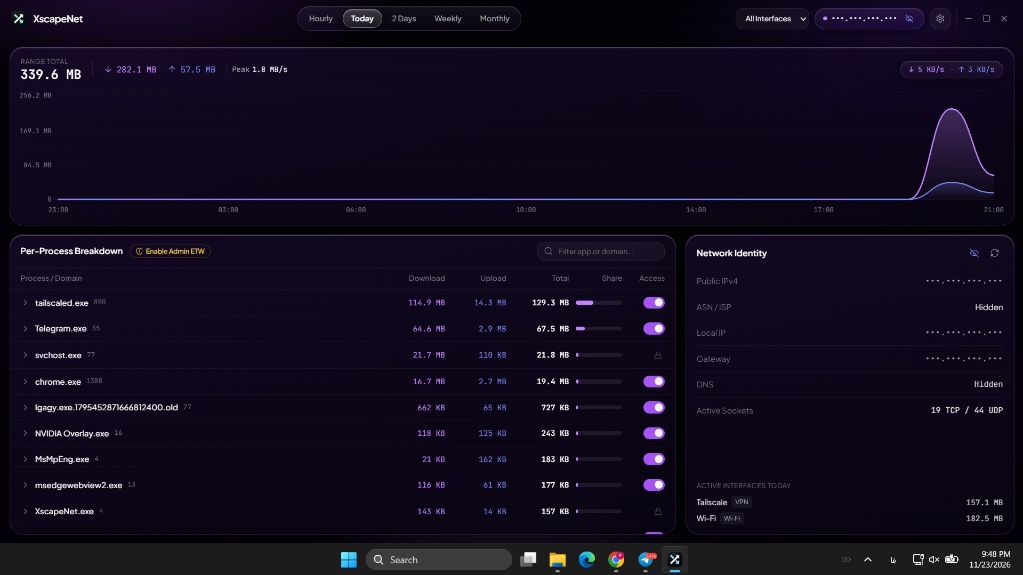 XscapeNet
Hourly Today 2 Days Weekly Monthly
All Interfaces •••.•••.•••.•••
RANGE TOTAL
339.6 MB ↓ 282.1 MB ↑ 57.5 MB Peak 1.8 MB/s ↓ 5 KB/s · ↑ 3 KB/s
256.2 MB
169.1 MB
84.5 MB
0
23:00 03:00 06:00 10:00 14:00 17:00 21:00
Per-Process Breakdown Enable Admin ETW Filter app or domain...
Process / Domain Download Upload Total Share Access
tailscaled.exe 890 114.9 MB 14.3 MB 129.3 MB
Telegram.exe 35 64.6 MB 2.9 MB 67.5 MB
svchost.exe 77 21.7 MB 110 KB 21.8 MB
chrome.exe 1388 16.7 MB 2.7 MB 19.4 MB
lgagy.exe.1795452871666812400.old 27 662 KB 65 KB 727 KB
NVIDIA Overlay.exe 16 118 KB 125 KB 243 KB
MsMpEng.exe 4 21 KB 162 KB 183 KB
msedgewebview2.exe 13 116 KB 61 KB 177 KB
XscapeNet.exe 4 143 KB 14 KB 157 KB
Network Identity
Public IPv4 •••.•••.•••.•••
ASN / ISP Hidden
Local IP •••.•••.•••.•••
Gateway •••.•••.•••.•••
DNS Hidden
Active Sockets 19 TCP / 44 UDP
ACTIVE INTERFACES TODAY
Tailscale VPN 157.1 MB
Wi-Fi Wi-Fi 182.5 MB
Search
9:48 PM
11/23/2026